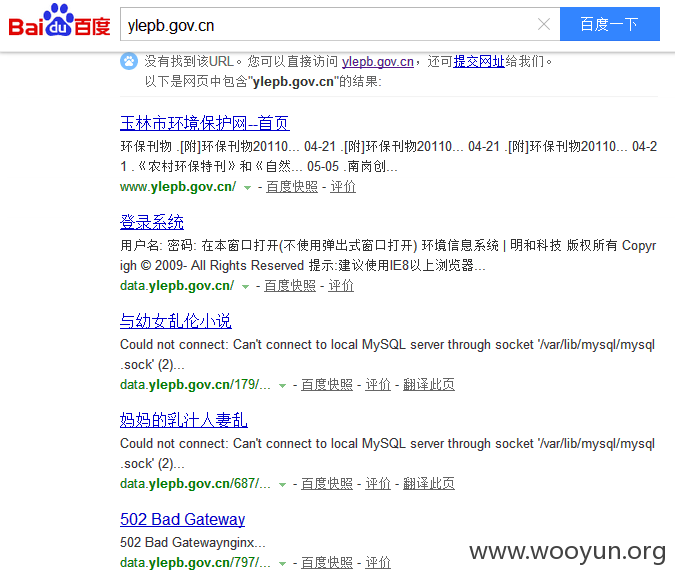 Bai du 百度
ylepb.gov.cn
百度一下
没有找到该URL。您可以直接访问 ylepb.gov.cn，还可提交网址给我们。
以下是网页中包含"ylepb.gov.cn"的结果:
玉林市环境保护网--首页
环保刊物 .[附]环保刊物20110... 04-21 .[附]环保刊物20110... 04-21 .[附]环保刊物20110... 04-2
1 .《农村环保特刊》和《自然... 05-05 .南岗创...
www.ylepb.gov.cn/ - 百度快照 - 评价
登录系统
用户名: 密码: 在本窗口打开(不使用弹出式窗口打开) 环境信息系统 | 明和科技 版权所有 Copyr
igh © 2009- All Rights Reserved 提示:建议使用IE8以上浏览器...
data.ylepb.gov.cn/ - 百度快照 - 评价
与幼女乱伦小说
Could not connect: Can't connect to local MySQL server through socket '/var/lib/mysql/mysql
.sock' (2)...
data.ylepb.gov.cn/179/... - 百度快照 - 评价 - 翻译此页
妈妈的乳汁人妻乱
Could not connect: Can't connect to local MySQL server through socket '/var/lib/mysql/mysql
.sock' (2)...
data.ylepb.gov.cn/687/... - 百度快照 - 评价 - 翻译此页
502 Bad Gateway
502 Bad Gatewaynginx...
data.ylepb.gov.cn/797/... - 百度快照 - 评价
www.wooyun.org